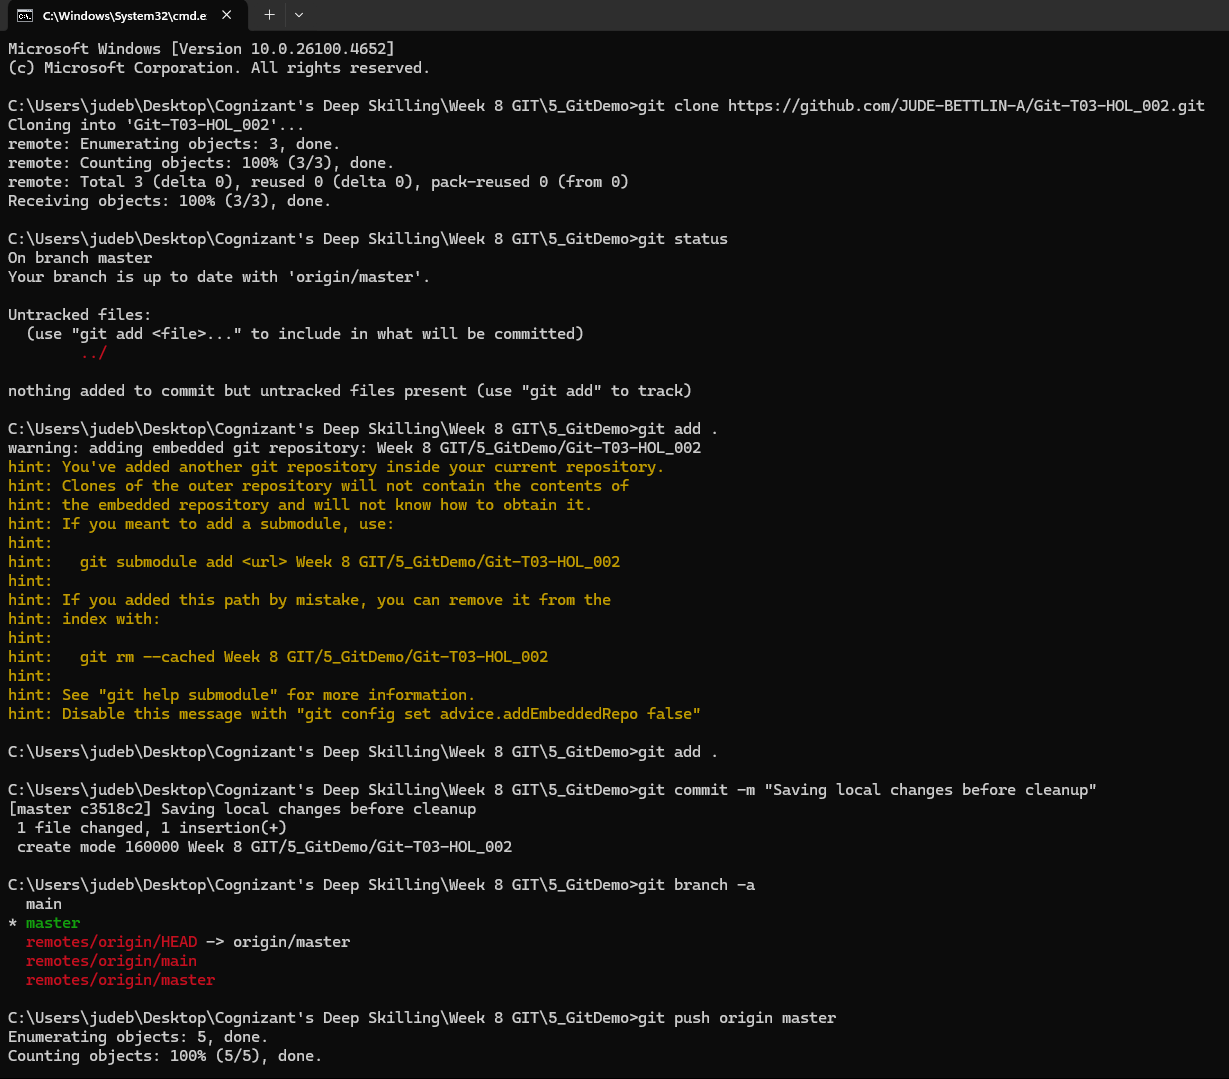 C:\Windows\System32\cmd.e
Microsoft Windows [Version 10.0.26100.4652]
(c) Microsoft Corporation. All rights reserved.
C:\Users\judeb\Desktop\Cognizant's Deep Skilling\Week 8 GIT\5_GitDemo>git clone https://github.com/JUDE-BETTLIN-A/Git-T03-HOL_002.git
Cloning into 'Git-T03-HOL_002'...
remote: Enumerating objects: 3, done.
remote: Counting objects: 100% (3/3), done.
remote: Total 3 (delta 0), reused 0 (delta 0), pack-reused 0 (from 0)
Receiving objects: 100% (3/3), done.
C:\Users\judeb\Desktop\Cognizant's Deep Skilling\Week 8 GIT\5_GitDemo>git status
On branch master
Your branch is up to date with 'origin/master'.
Untracked files:
  (use "git add <file>..." to include in what will be committed)
        ../
nothing added to commit but untracked files present (use "git add" to track)
C:\Users\judeb\Desktop\Cognizant's Deep Skilling\Week 8 GIT\5_GitDemo>git add .
warning: adding embedded git repository: Week 8 GIT/5_GitDemo/Git-T03-HOL_002
hint: You've added another git repository inside your current repository.
hint: Clones of the outer repository will not contain the contents of
hint: the embedded repository and will not know how to obtain it.
hint: If you meant to add a submodule, use:
hint:
hint:   git submodule add <url> Week 8 GIT/5_GitDemo/Git-T03-HOL_002
hint:
hint: If you added this path by mistake, you can remove it from the
hint: index with:
hint:
hint:   git rm --cached Week 8 GIT/5_GitDemo/Git-T03-HOL_002
hint:
hint: See "git help submodule" for more information.
hint: Disable this message with "git config set advice.addEmbeddedRepo false"
C:\Users\judeb\Desktop\Cognizant's Deep Skilling\Week 8 GIT\5_GitDemo>git add .
C:\Users\judeb\Desktop\Cognizant's Deep Skilling\Week 8 GIT\5_GitDemo>git commit -m "Saving local changes before cleanup"
[master c3518c2] Saving local changes before cleanup
 1 file changed, 1 insertion(+)
 create mode 160000 Week 8 GIT/5_GitDemo/Git-T03-HOL_002
C:\Users\judeb\Desktop\Cognizant's Deep Skilling\Week 8 GIT\5_GitDemo>git branch -a
  main
* master
  remotes/origin/HEAD -> origin/master
  remotes/origin/main
  remotes/origin/master
C:\Users\judeb\Desktop\Cognizant's Deep Skilling\Week 8 GIT\5_GitDemo>git push origin master
Enumerating objects: 5, done.
Counting objects: 100% (5/5), done.